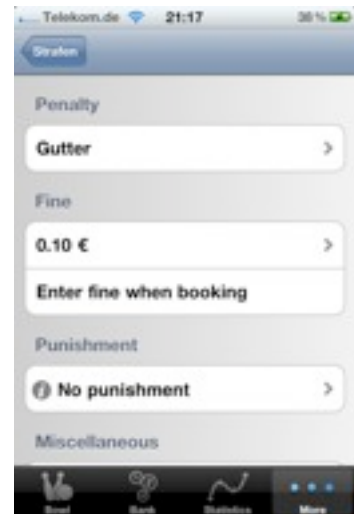 Telekom.de 21:17 38 %
Strafen
Penalty
Gutter
Fine
0.10 €
Enter fine when booking
Punishment
No punishment
Miscellaneous
Bowl Bank Statistics More